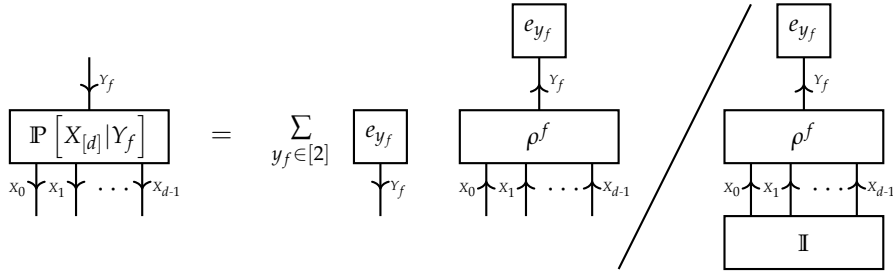 e_{y_f} e_{y_f}
Y_f Y_f Y_f
ℙ [X_{[d]}|Y_f] = ∑_{y_f∈[2]} e_{y_f} ρ^f ρ^f
X_0 X_1 ··· X_{d-1} Y_f X_0 X_1 ··· X_{d-1} X_0 X_1 ··· X_{d-1}
𝕀